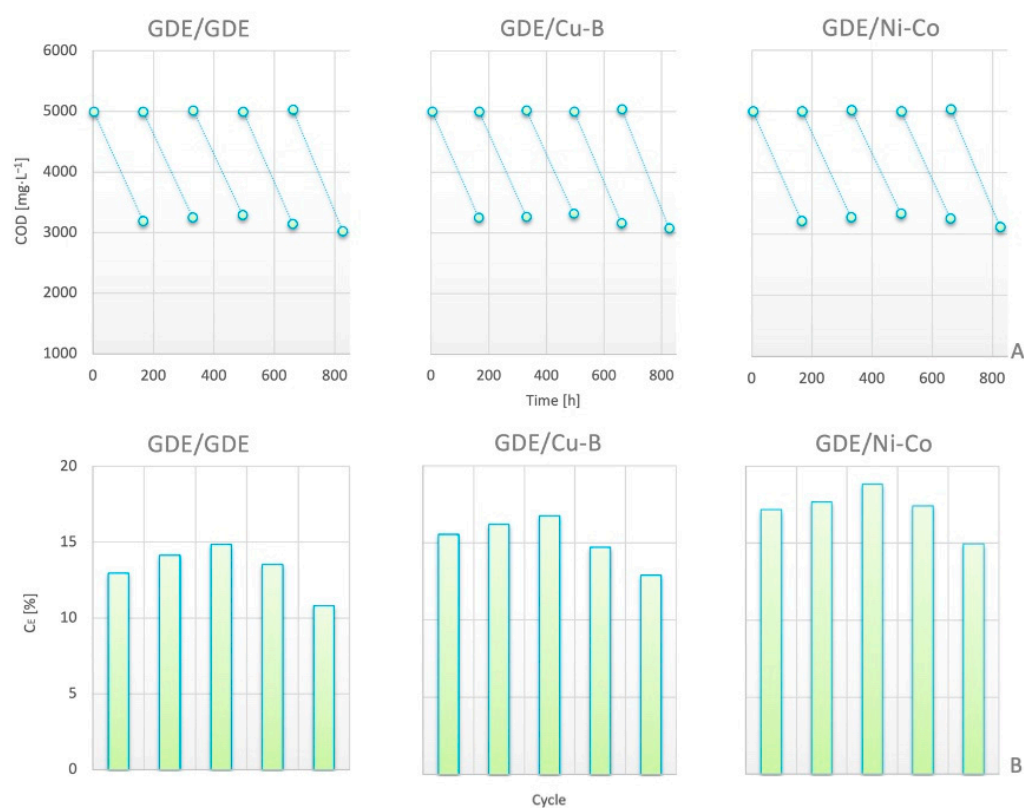 GDE/GDE GDE/Cu-B GDE/Ni-Co
6000
5000
4000
3000
2000
1000
COD [mg·L⁻¹]
0 200 400 600 800 0 200 400 600 800 0 200 400 600 800
Time [h]
A
GDE/GDE GDE/Cu-B GDE/Ni-Co
20
15
10
5
0
CE [%]
B
Cycle